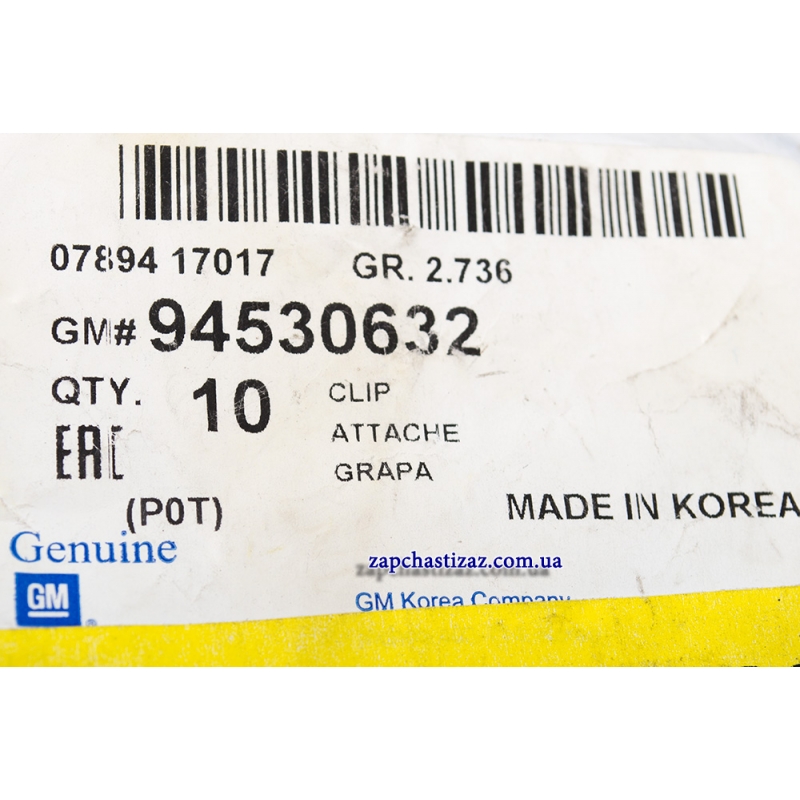 07894 17017 GR. 2.736
GM# 94530632
QTY. 10 CLIP
ATTACHE
GRAPA
EAC
(P0T) MADE IN KOREA
Genuine
zapchastizaz.com.ua
GM
GM Korea Company